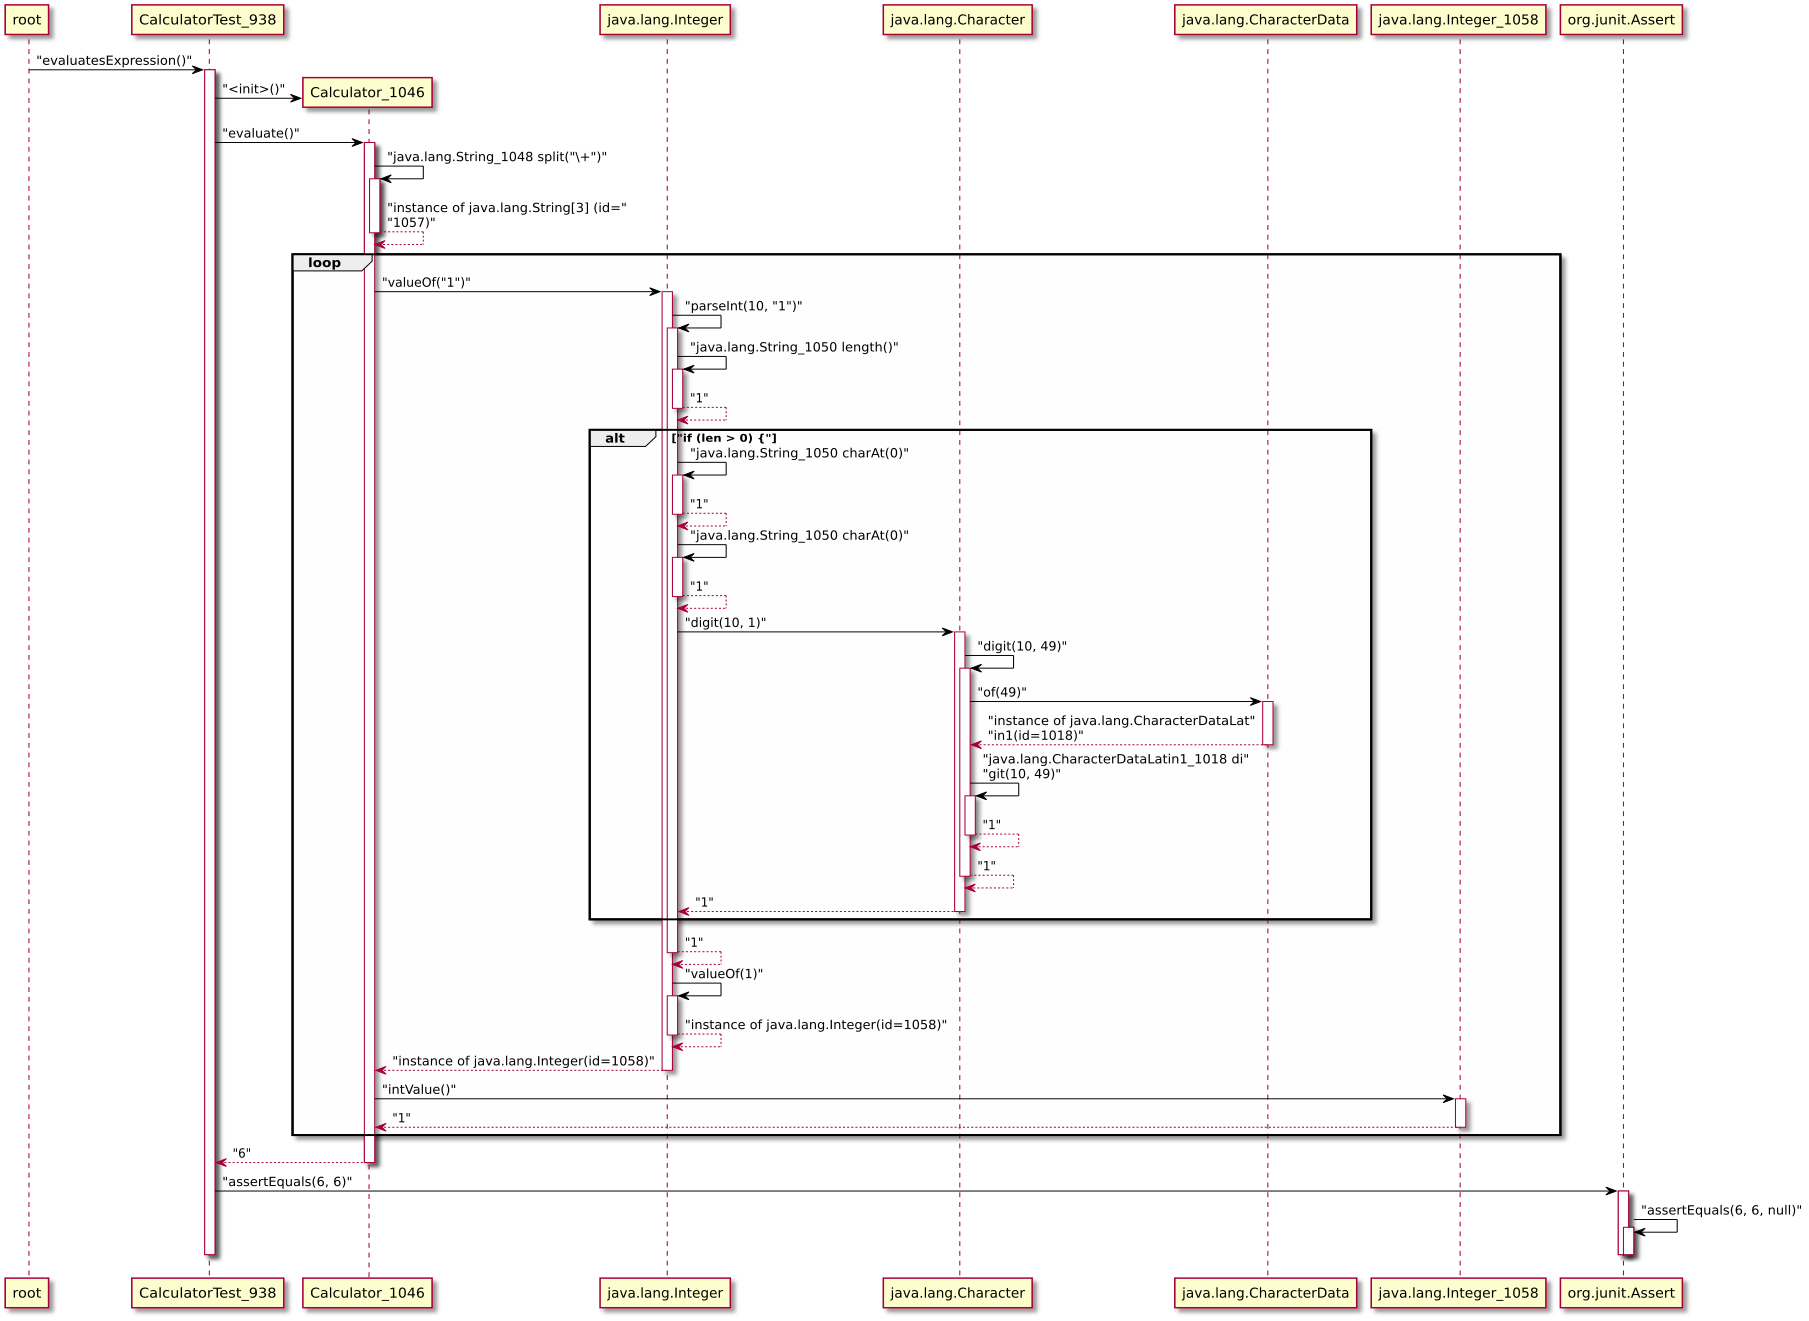 root
CalculatorTest_938
java.lang.Integer
java.lang.Character
java.lang.CharacterData
java.lang.Integer_1058
org.junit.Assert
"evaluatesExpression()"
"<init>()"
Calculator_1046
"evaluate()"
"java.lang.String_1048 split("\+")"
"instance of java.lang.String[3] (id="
"1057)"
loop
"valueOf("1")"
"parseInt(10, "1")"
"java.lang.String_1050 length()"
"1"
alt
["if (len > 0) {"]
"java.lang.String_1050 charAt(0)"
"1"
"java.lang.String_1050 charAt(0)"
"1"
"digit(10, 1)"
"digit(10, 49)"
"of(49)"
"instance of java.lang.CharacterDataLat"
"in1(id=1018)"
"java.lang.CharacterDataLatin1_1018 di"
"git(10, 49)"
"1"
"1"
"1"
"1"
"valueOf(1)"
"instance of java.lang.Integer(id=1058)"
"instance of java.lang.Integer(id=1058)"
"intValue()"
"1"
"6"
"assertEquals(6, 6)"
"assertEquals(6, 6, null)"
root
CalculatorTest_938
Calculator_1046
java.lang.Integer
java.lang.Character
java.lang.CharacterData
java.lang.Integer_1058
org.junit.Assert